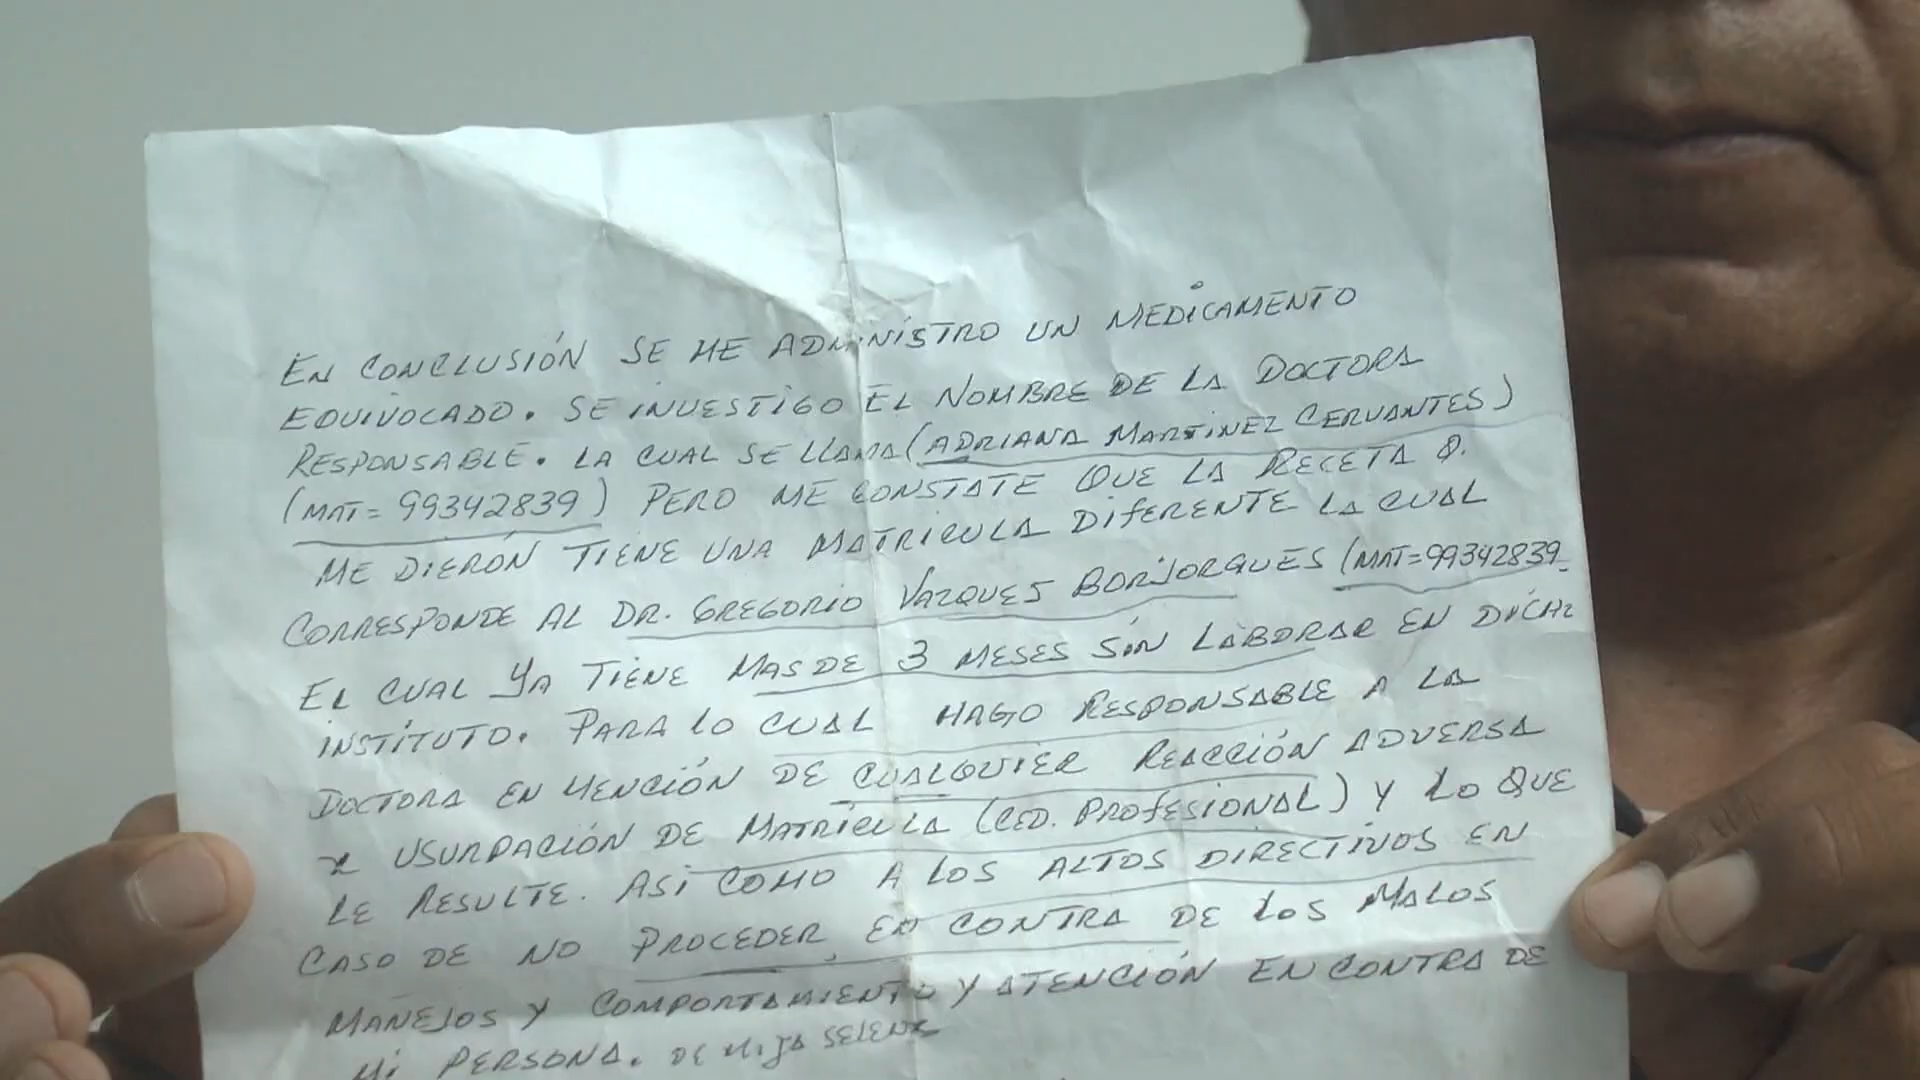 EN CONCLUSIÓN SE ME ADMINISTRO UN MEDICAMENTO
EQUIVOCADO. SE INVESTIGO EL NOMBRE DE LA DOCTORA
RESPONSABLE. LA CUAL SE LLAMA (ADRIANA MARTINEZ CERVANTES)
(MAT= 99342839) PERO ME CONSTATE QUE LA RECETA Q.
ME DIERÓN TIENE UNA MATRICULA DIFERENTE LA CUAL
CORRESPONDE AL DR. GREGORIO VAZQUES BORJORQUES (MAT=99342839
EL CUAL YA TIENE MAS DE 3 MESES SIN LABORAR EN DICHA
INSTITUTO. PARA LO CUAL HAGO RESPONSABLE A LA
DOCTORA EN MENCIÓN DE CUALQUIER REACCIÓN ADVERSA
x USURPACIÓN DE MATRICULA (CED. PROFESIONAL) Y LO QUE
LE RESULTE. ASI COMO A LOS ALTOS DIRECTIVOS EN
CASO DE NO PROCEDER EN CONTRA DE LOS MALOS
MANEJOS Y COMPORTAMIENTO Y ATENCIÓN EN CONTRA DE
MI PERSONA. DE MIJA SELENE